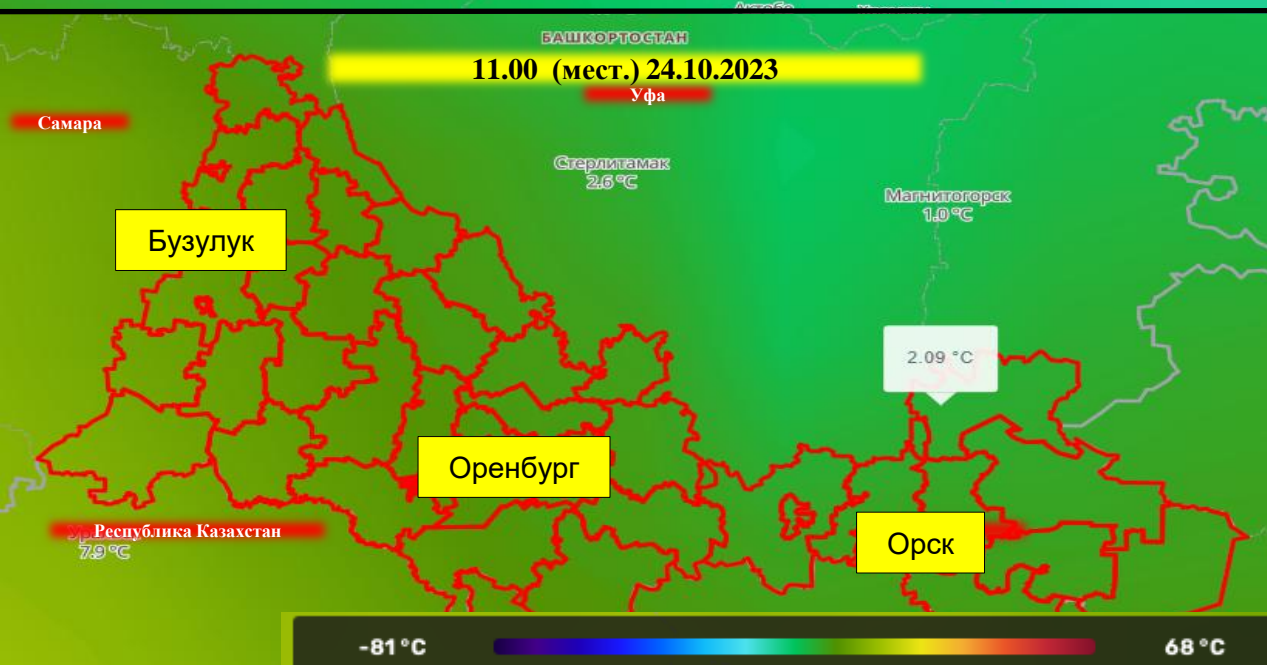 БАШКОРТОСТАН
11.00 (мест.) 24.10.2023
Уфа
Самара
Стерлитамак
2.6 °C
Магнитогорск
1.0 °C
Бузулук
2.09 °C
Оренбург
Республика Казахстан
7.9 °C
Орск
-81 °C
68 °C